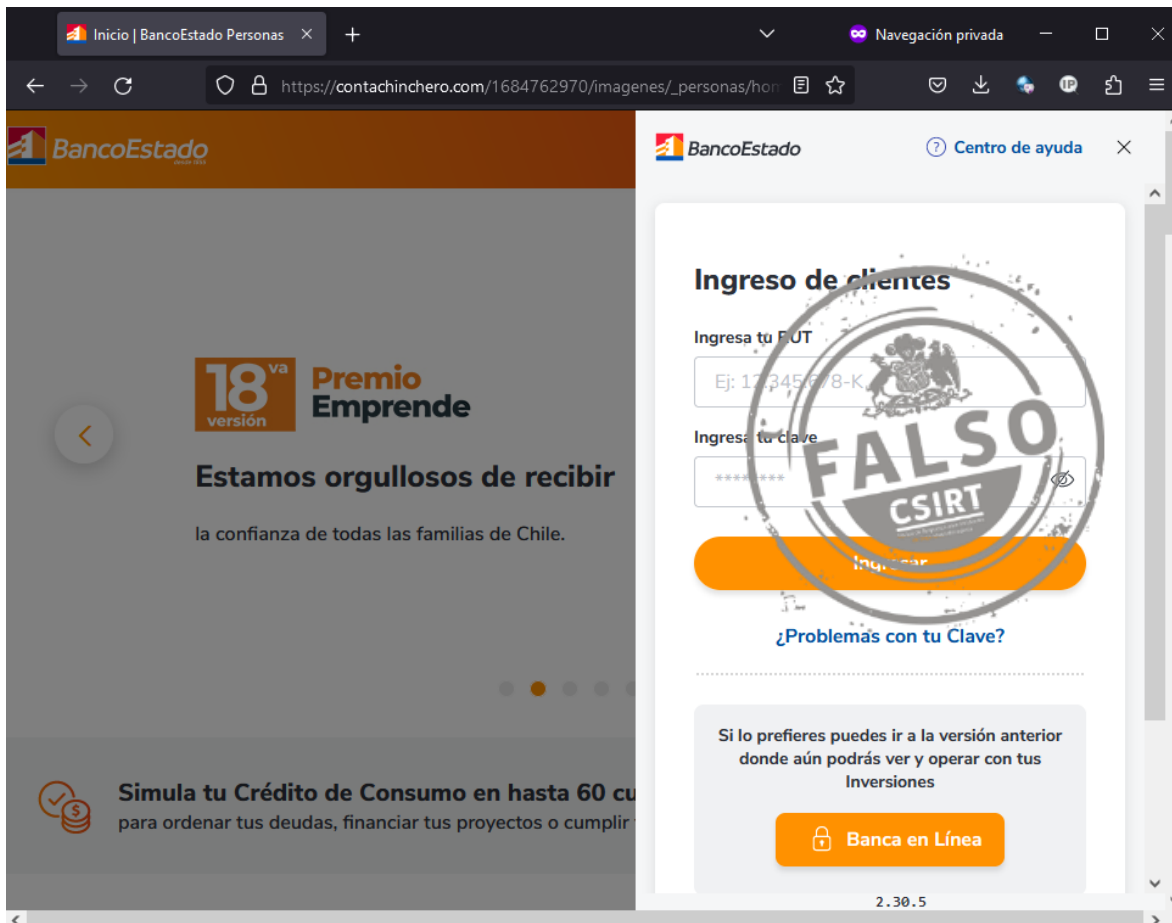 Inicio | BancoEstado Personas
Navegación privada
https://contachinchero.com/1684762970/imagenes/_personas/hom
BancoEstado
BancoEstado
Centro de ayuda
18va
versión
Premio
Emprende
Estamos orgullosos de recibir
la confianza de todas las familias de Chile.
Simula tu Crédito de Consumo en hasta 60 cu
para ordenar tus deudas, financiar tus proyectos o cumplir
Ingreso de clientes
Ingresa tu RUT
Ej: 12.345.678-K
Ingresa tu clave
********
FALSO
CSIRT
Ingresar
¿Problemas con tu Clave?
Si lo prefieres puedes ir a la versión anterior
donde aún podrás ver y operar con tus
Inversiones
Banca en Línea
2.30.5